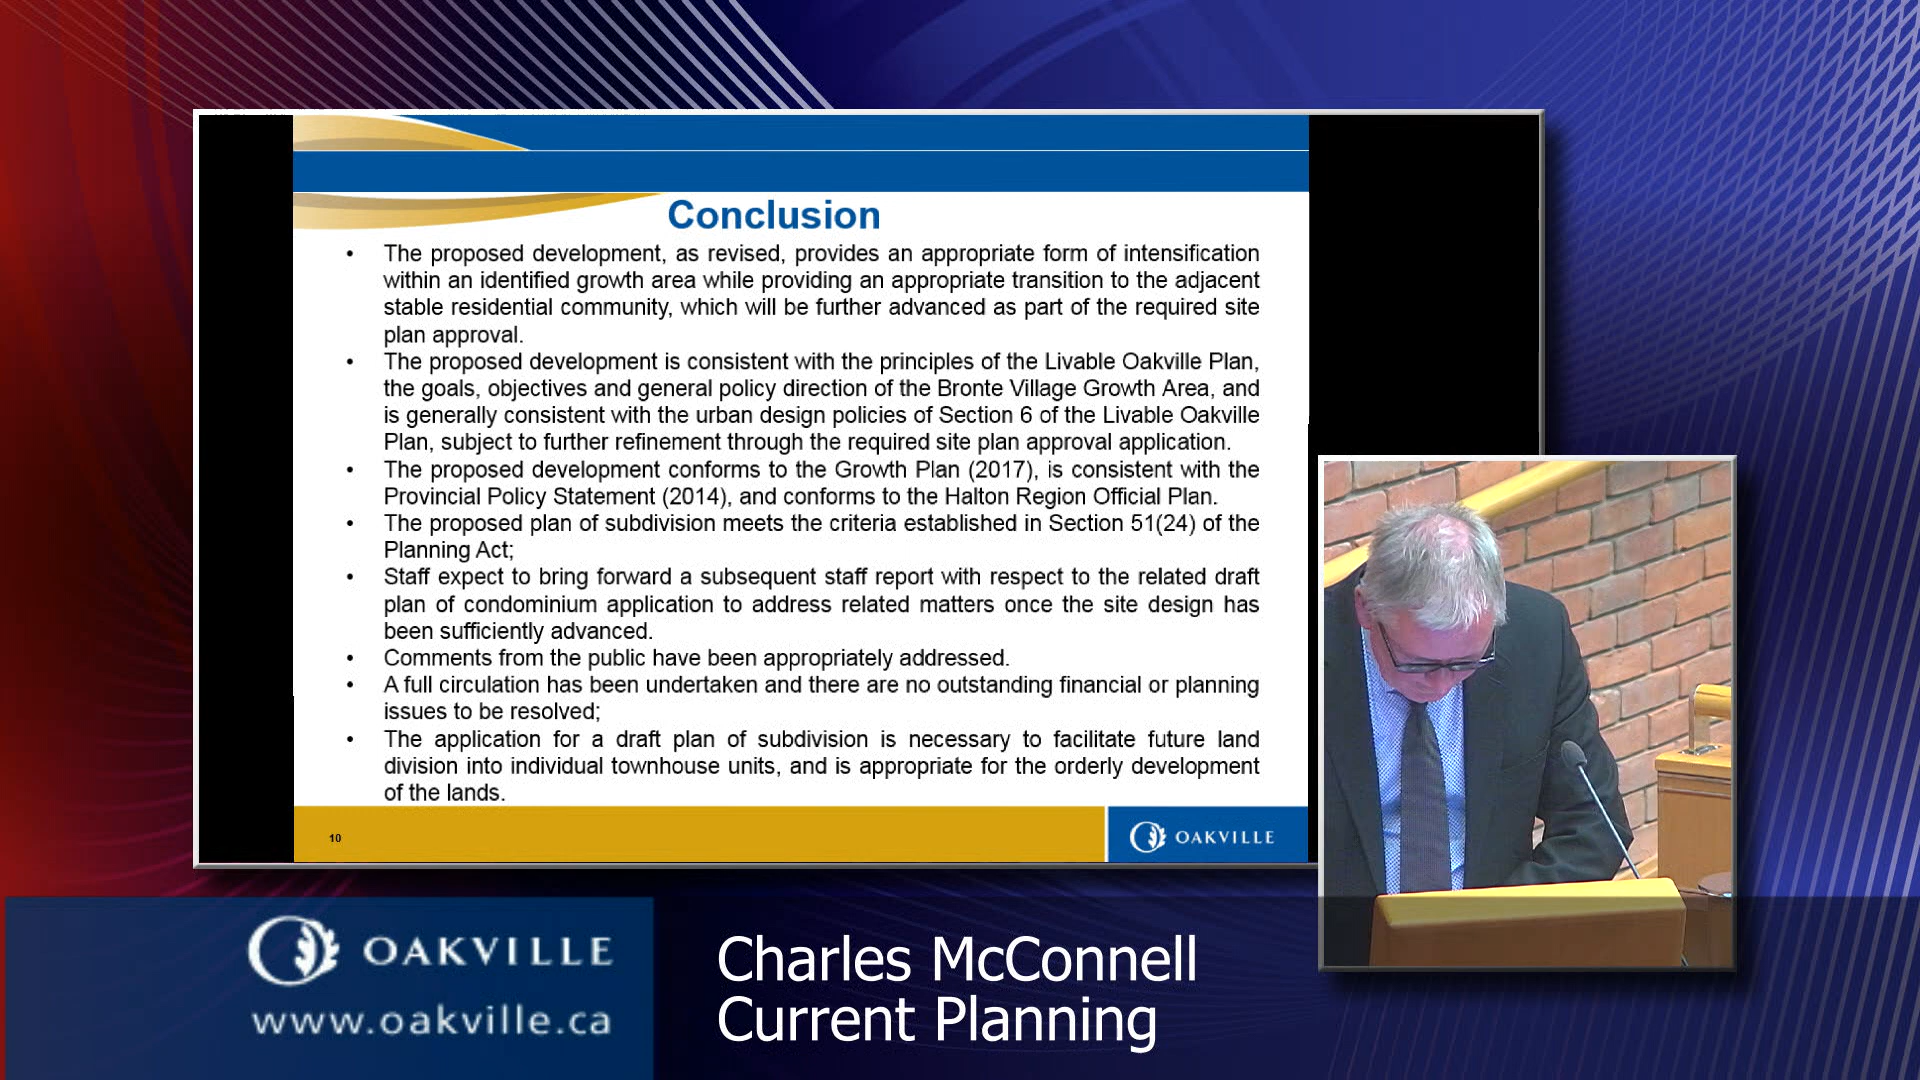 Conclusion
• The proposed development, as revised, provides an appropriate form of intensification
within an identified growth area while providing an appropriate transition to the adjacent
stable residential community, which will be further advanced as part of the required site
plan approval.
• The proposed development is consistent with the principles of the Livable Oakville Plan,
the goals, objectives and general policy direction of the Bronte Village Growth Area, and
is generally consistent with the urban design policies of Section 6 of the Livable Oakville
Plan, subject to further refinement through the required site plan approval application.
• The proposed development conforms to the Growth Plan (2017), is consistent with the
Provincial Policy Statement (2014), and conforms to the Halton Region Official Plan.
• The proposed plan of subdivision meets the criteria established in Section 51(24) of the
Planning Act;
• Staff expect to bring forward a subsequent staff report with respect to the related draft
plan of condominium application to address related matters once the site design has
been sufficiently advanced.
• Comments from the public have been appropriately addressed.
• A full circulation has been undertaken and there are no outstanding financial or planning
issues to be resolved;
• The application for a draft plan of subdivision is necessary to facilitate future land
division into individual townhouse units, and is appropriate for the orderly development
of the lands.
10
OAKVILLE
OAKVILLE
www.oakville.ca
Charles McConnell
Current Planning